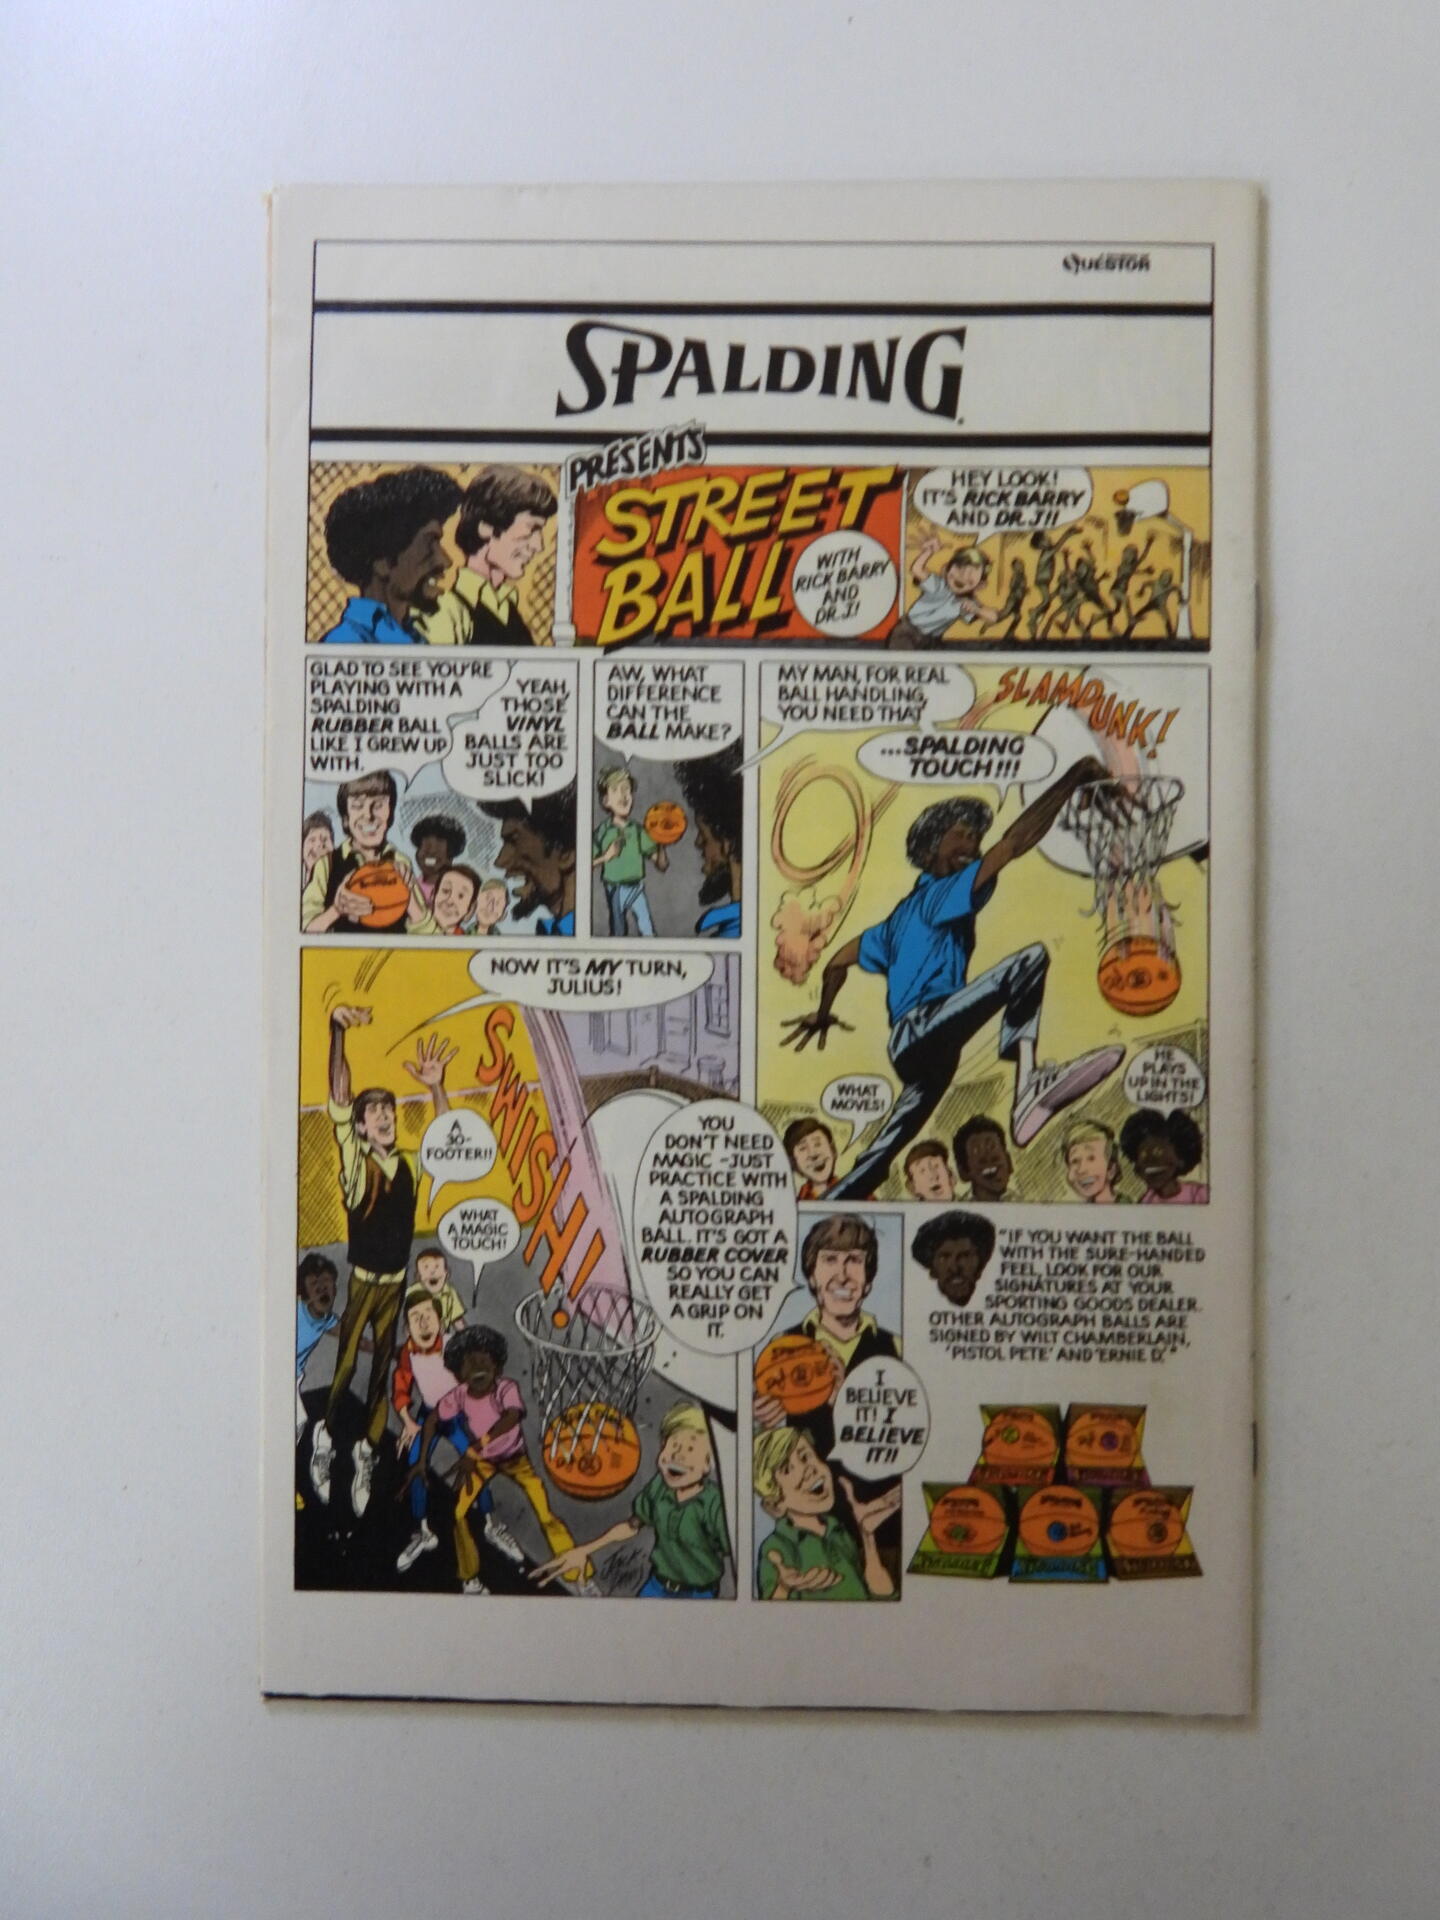 QUESTOR
SPALDING
PRESENTS
STREET
BALL
WITH
RICK BARRY
AND
DR. J!
HEY LOOK!
IT'S RICK BARRY
AND DR. J!!
GLAD TO SEE YOU'RE
PLAYING WITH A
SPALDING
RUBBER BALL
LIKE I GREW UP
WITH.
YEAH,
THOSE
VINYL
BALLS ARE
JUST TOO
SLICK!
AW, WHAT
DIFFERENCE
CAN THE
BALL MAKE?
MY MAN, FOR REAL
BALL HANDLING,
YOU NEED THAT
...SPALDING
TOUCH!!!
SLAMDUNK!
WHAT
MOVES!
HE
PLAYS
UP IN THE
LIGHTS!
NOW IT'S MY TURN,
JULIUS!
SWISH!
A
30-
FOOTER!!
WHAT
A MAGIC
TOUCH!
YOU
DON'T NEED
MAGIC -JUST
PRACTICE WITH
A SPALDING
AUTOGRAPH
BALL. IT'S GOT A
RUBBER COVER
SO YOU CAN
REALLY GET
A GRIP ON
IT.
I
BELIEVE
IT! I
BELIEVE
IT!!
"IF YOU WANT THE BALL
WITH THE SURE-HANDED
FEEL, LOOK FOR OUR
SIGNATURES AT YOUR
SPORTING GOODS DEALER.
OTHER AUTOGRAPH BALLS ARE
SIGNED BY WILT CHAMBERLAIN,
'PISTOL PETE' AND 'ERNIE D.'"